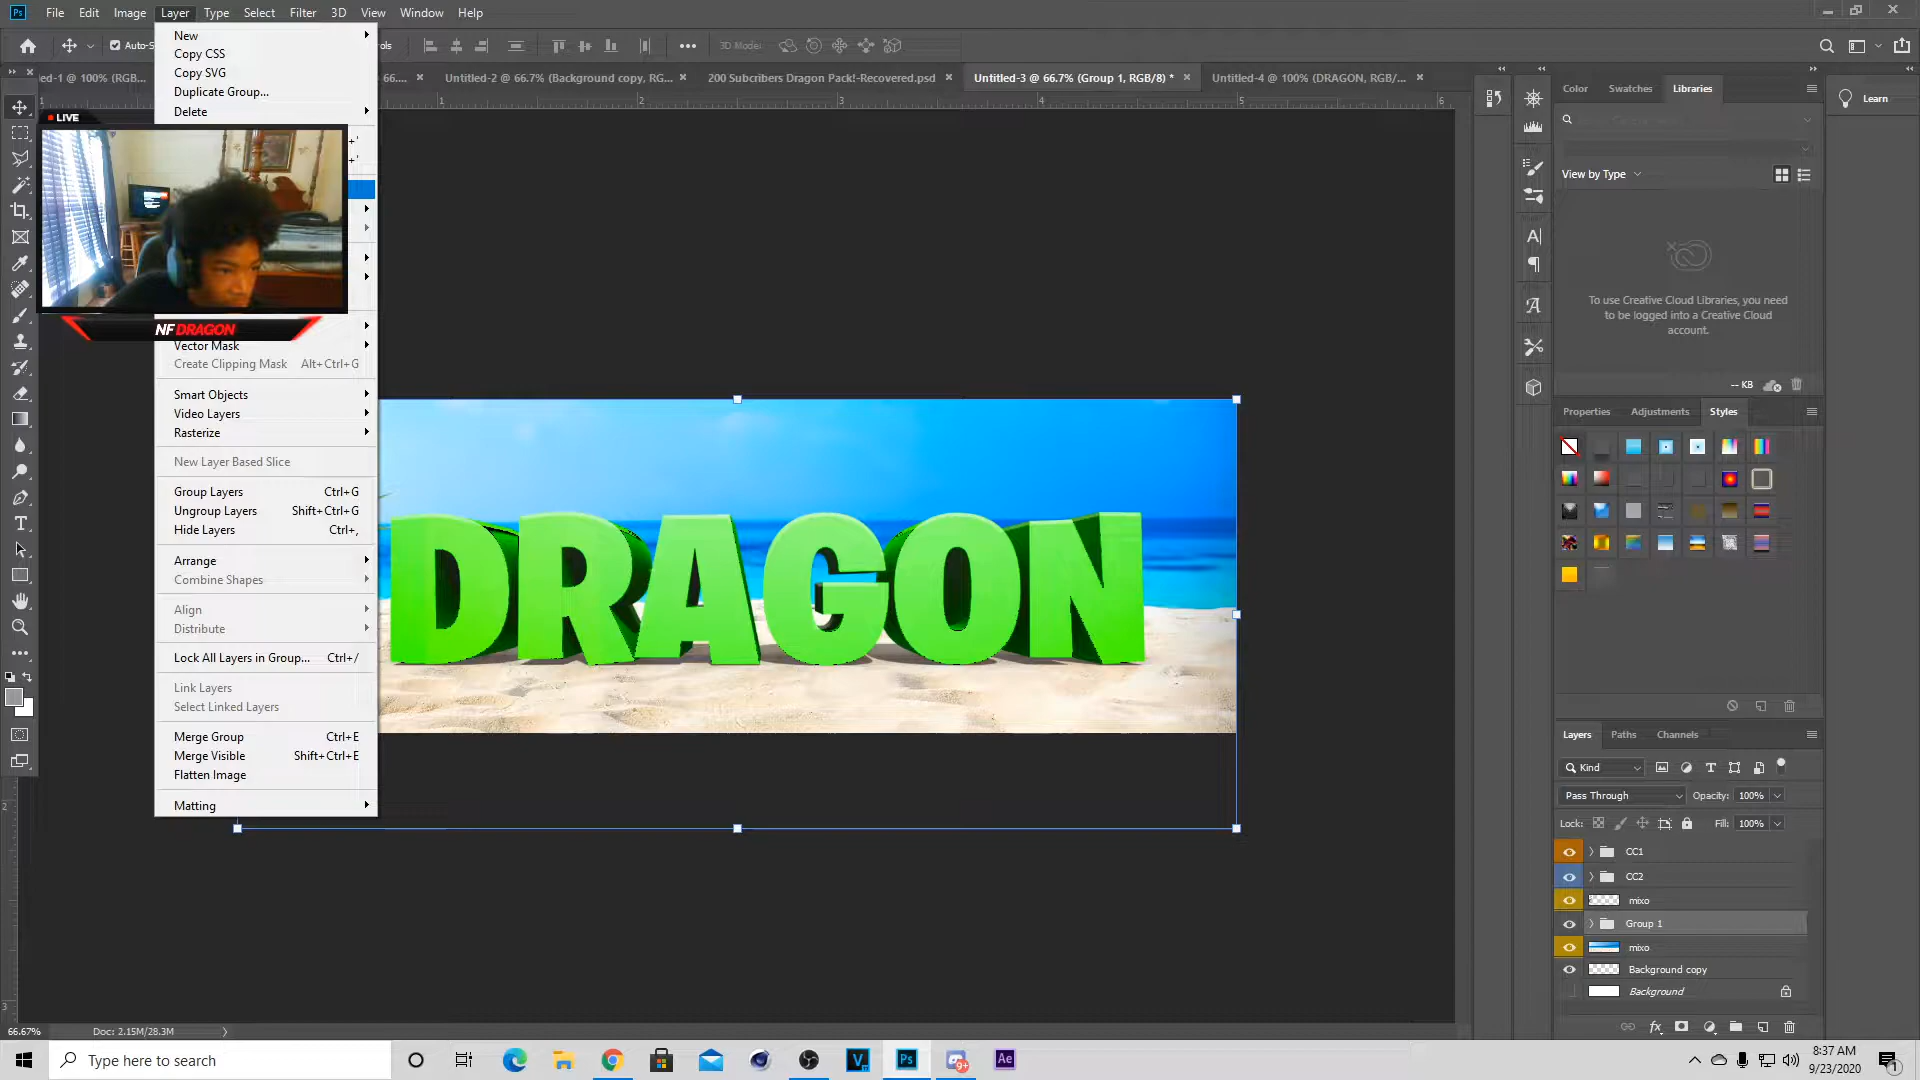 Ps File Edit Image Layer Type Select Filter 3D View Window Help
Auto-S
3D Mode:
ed-1 @ 100% (RGB...
66....
Untitled-2 @ 66.7% (Background copy, RG...
200 Subcribers Dragon Pack!-Recovered.psd
Untitled-3 @ 66.7% (Group 1, RGB/8) *
Untitled-4 @ 100% (DRAGON, RGB/...
New
Copy CSS
Copy SVG
Duplicate Group...
Delete
LIVE
NF DRAGON
Vector Mask
Create Clipping Mask Alt+Ctrl+G
Smart Objects
Video Layers
Rasterize
New Layer Based Slice
Group Layers Ctrl+G
Ungroup Layers Shift+Ctrl+G
Hide Layers Ctrl+,
Arrange
Combine Shapes
Align
Distribute
Lock All Layers in Group... Ctrl+/
Link Layers
Select Linked Layers
Merge Group Ctrl+E
Merge Visible Shift+Ctrl+E
Flatten Image
Matting
DRAGON
Color Swatches Libraries
Learn
View by Type
To use Creative Cloud Libraries, you need
to be logged into a Creative Cloud
account.
-- KB
Properties Adjustments Styles
Layers Paths Channels
Kind
Pass Through Opacity: 100%
Lock: Fill: 100%
CC1
CC2
mixo
Group 1
mixo
Background copy
Background
66.67% Doc: 2.15M/28.3M
Type here to search
8:37 AM
9/23/2020